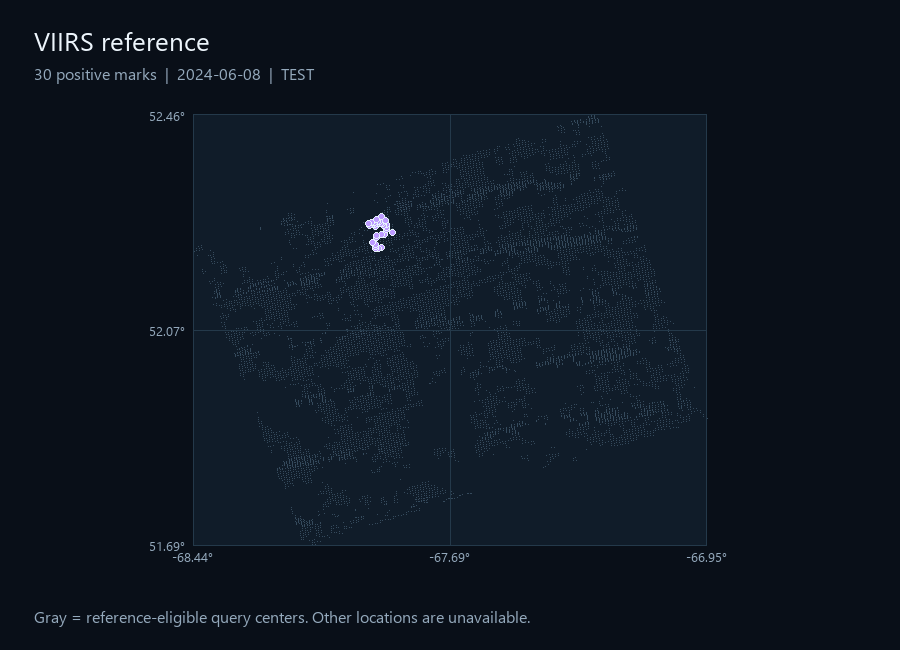 VIIRS reference
30 positive marks | 2024-06-08 | TEST
52.46°
52.07°
51.69°
-68.44°
-67.69°
-66.95°
Gray = reference-eligible query centers. Other locations are unavailable.